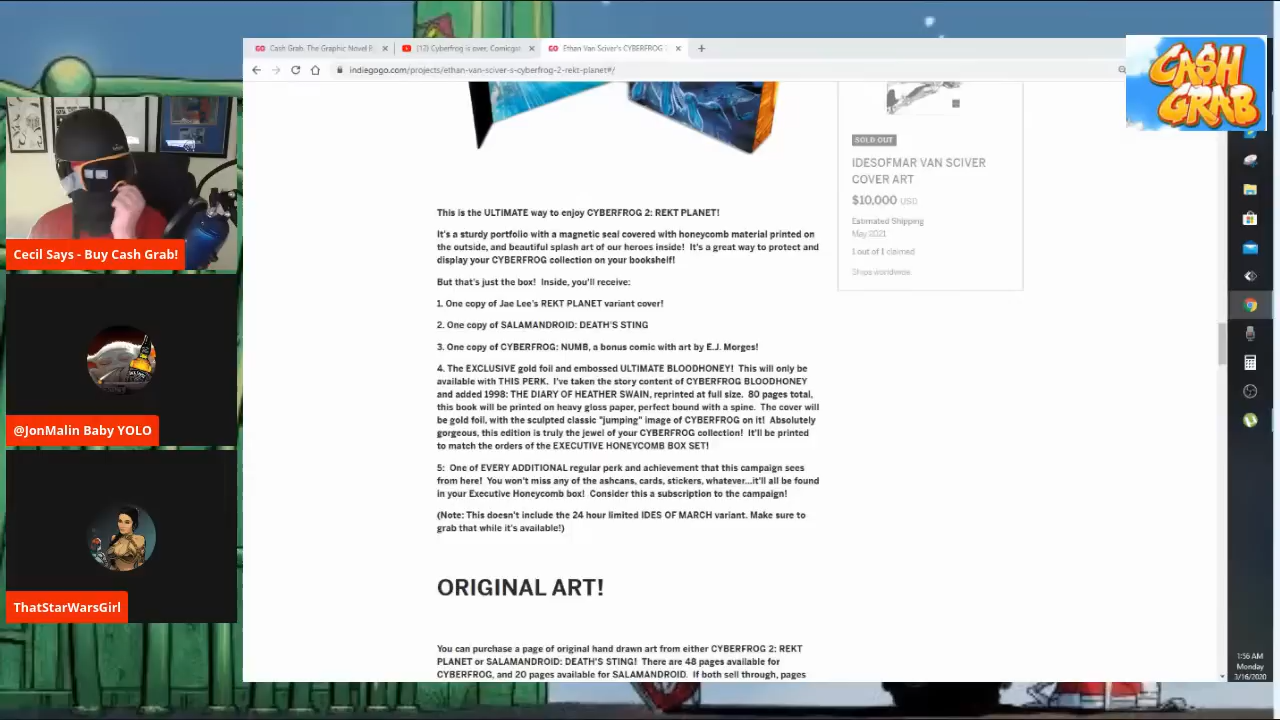 Cash Grab. The Graphic Novel P
Cyberfrog is over, Comicgat
Ethan Van Sciver's CYBERFROG
indiegogo.com/projects/ethan-van-sciver-s-cyberfrog-2-rekt-planet#/
CASH
GRAB
SOLD OUT
IDESOFMAR VAN SCIVER
COVER ART
$10,000 USD
Estimated Shipping
May 2021
1 out of 1 claimed
Ships worldwide
This is the ULTIMATE way to enjoy CYBERFROG 2: REKT PLANET!
It's a sturdy portfolio with a magnetic seal covered with honeycomb material printed on
the outside, and beautiful splash art of our heroes inside! It's a great way to protect and
display your CYBERFROG collection on your bookshelf!
But that's just the box! Inside, you'll receive:
1. One copy of Jae Lee's REKT PLANET variant cover!
2. One copy of SALAMANDROID: DEATH'S STING
3. One copy of CYBERFROG: NUMB, a bonus comic with art by E.J. Morges!
4. The EXCLUSIVE gold foil and embossed ULTIMATE BLOODHONEY! This will only be
available with THIS PERK. I've taken the story content of CYBERFROG BLOODHONEY
and added 1998: THE DIARY OF HEATHER SWAIN, reprinted at full size. 80 pages total,
this book will be printed on heavy gloss paper, perfect bound with a spine. The cover will
be gold foil, with the sculpted classic "jumping" image of CYBERFROG on it! Absolutely
gorgeous, this edition is truly the jewel of your CYBERFROG collection! It'll be printed
to match the orders of the EXECUTIVE HONEYCOMB BOX SET!
5: One of EVERY ADDITIONAL regular perk and achievement that this campaign sees
from here! You won't miss any of the ashcans, cards, stickers, whatever...it'll all be found
in your Executive Honeycomb box! Consider this a subscription to the campaign!
(Note: This doesn't include the 24 hour limited IDES OF MARCH variant. Make sure to
grab that while it's available!)
ORIGINAL ART!
You can purchase a page of original hand drawn art from either CYBERFROG 2: REKT
PLANET or SALAMANDROID: DEATH'S STING! There are 48 pages available for
CYBERFROG, and 20 pages available for SALAMANDROID. If both sell through, pages
Cecil Says - Buy Cash Grab!
@JonMalin Baby YOLO
ThatStarWarsGirl
1:56 AM
Monday
3/16/2020